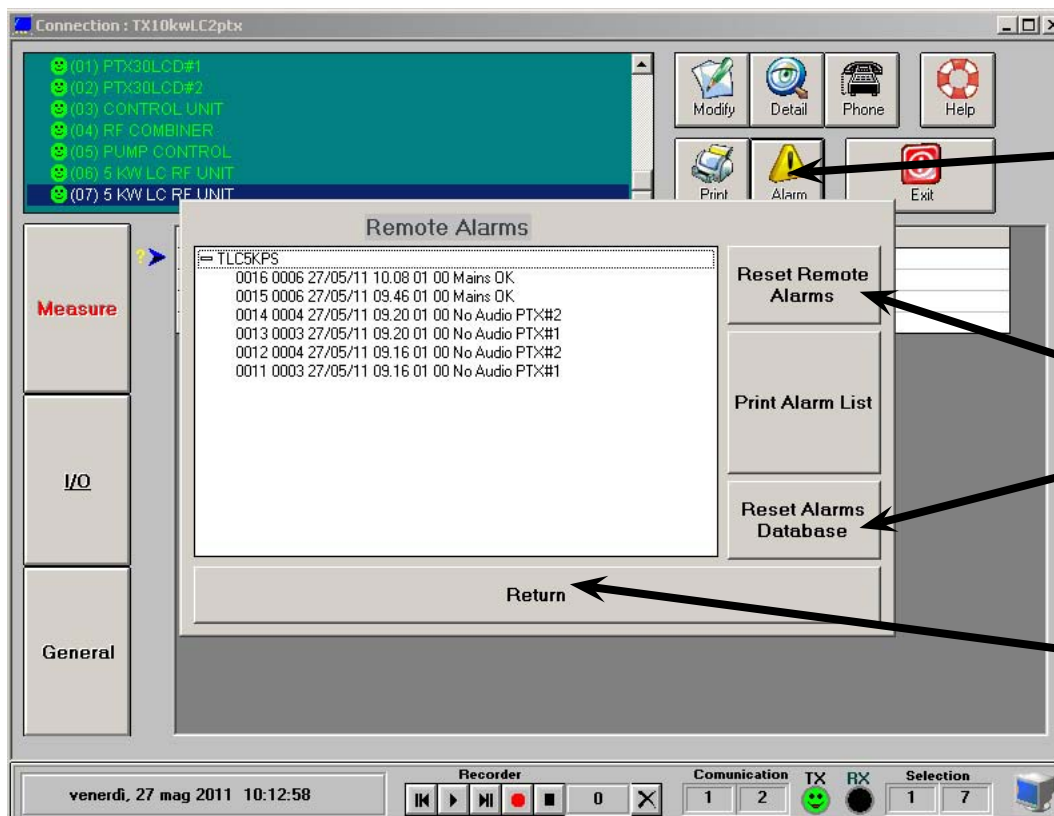 Connection : TX10kwLC2ptx
(01) PTX30LCD#1
(02) PTX30LCD#2
(03) CONTROL UNIT
(04) RF COMBINER
(05) PUMP CONTROL
(06) 5 KW LC RF UNIT
(07) 5 KW LC RF UNIT
Modify
Detail
Phone
Help
Print
Alarm
Exit
Measure
I/O
General
Remote Alarms
TLC5KPS
0016 0006 27/05/11 10.08 01 00 Mains OK
0015 0006 27/05/11 09.46 01 00 Mains OK
0014 0004 27/05/11 09.20 01 00 No Audio PTX#2
0013 0003 27/05/11 09.20 01 00 No Audio PTX#1
0012 0004 27/05/11 09.16 01 00 No Audio PTX#2
0011 0003 27/05/11 09.16 01 00 No Audio PTX#1
Reset Remote
Alarms
Print Alarm List
Reset Alarms
Database
Return
venerdì, 27 mag 2011 10:12:58
Recorder
0
Comunication
1 2
TX
RX
Selection
1 7